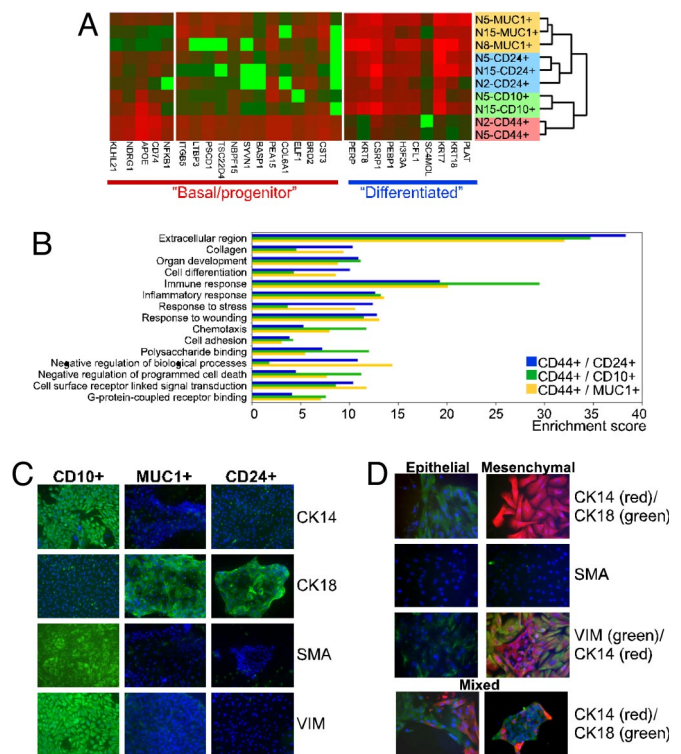 A
N5-MUC1+
N15-MUC1+
N8-MUC1+
N5-CD24+
N15-CD24+
N2-CD24+
N5-CD10+
N15-CD10+
N2-CD44+
N5-CD44+
KLHL21
NDRG1
APOE
CD74
NFKB1
ITGB5
LTBP3
PSCD1
TSC22D4
NBPF15
SYVN1
BASP1
PEA15
COL6A1
ELF1
BRD2
CST3
PERP
KRT8
CSRP1
PEBP1
H3F3A
CFL1
SC4MOL
KRT7
KRT18
PLAT
"Basal/progenitor"
"Differentiated"
B
Extracellular region
Collagen
Organ development
Cell differentiation
Immune response
Inflammatory response
Response to stress
Response to wounding
Chemotaxis
Cell adhesion
Polysaccharide binding
Negative regulation of biological processes
Negative regulation of programmed cell death
Cell surface receptor linked signal transduction
G-protein-coupled receptor binding
CD44+ / CD24+
CD44+ / CD10+
CD44+ / MUC1+
0 5 10 15 20 25 30 35 40
Enrichment score
C
CD10+ MUC1+ CD24+
CK14
CK18
SMA
VIM
D
Epithelial Mesenchymal
CK14 (red)/
CK18 (green)
SMA
VIM (green)/
CK14 (red)
Mixed
CK14 (red)/
CK18 (green)